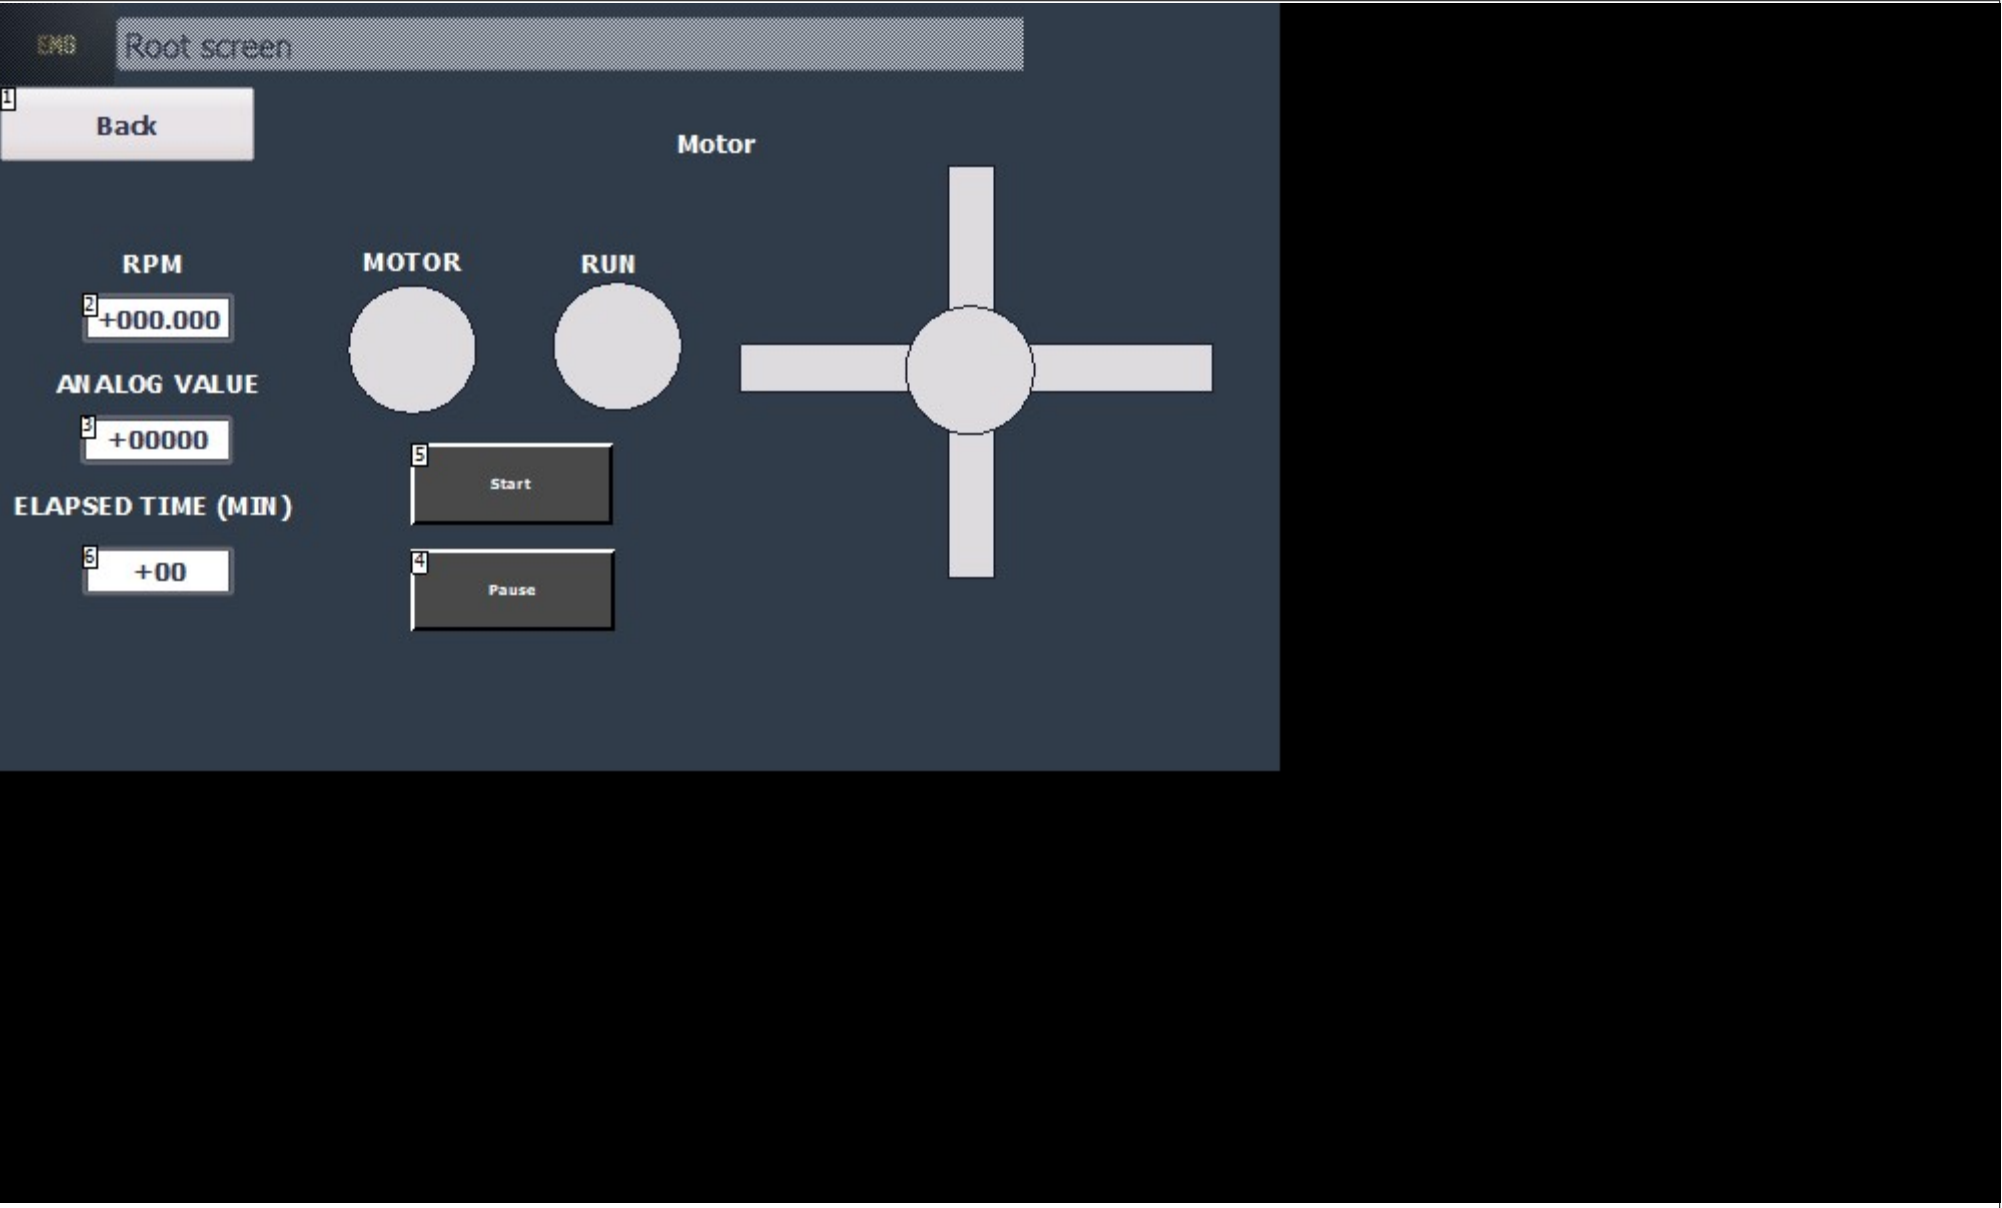 EMG
Root screen
1
Back
Motor
RPM
MOTOR
RUN
2
+000.000
ANALOG VALUE
3
+00000
5
Start
ELAPSED TIME (MIN)
6
+00
4
Pause